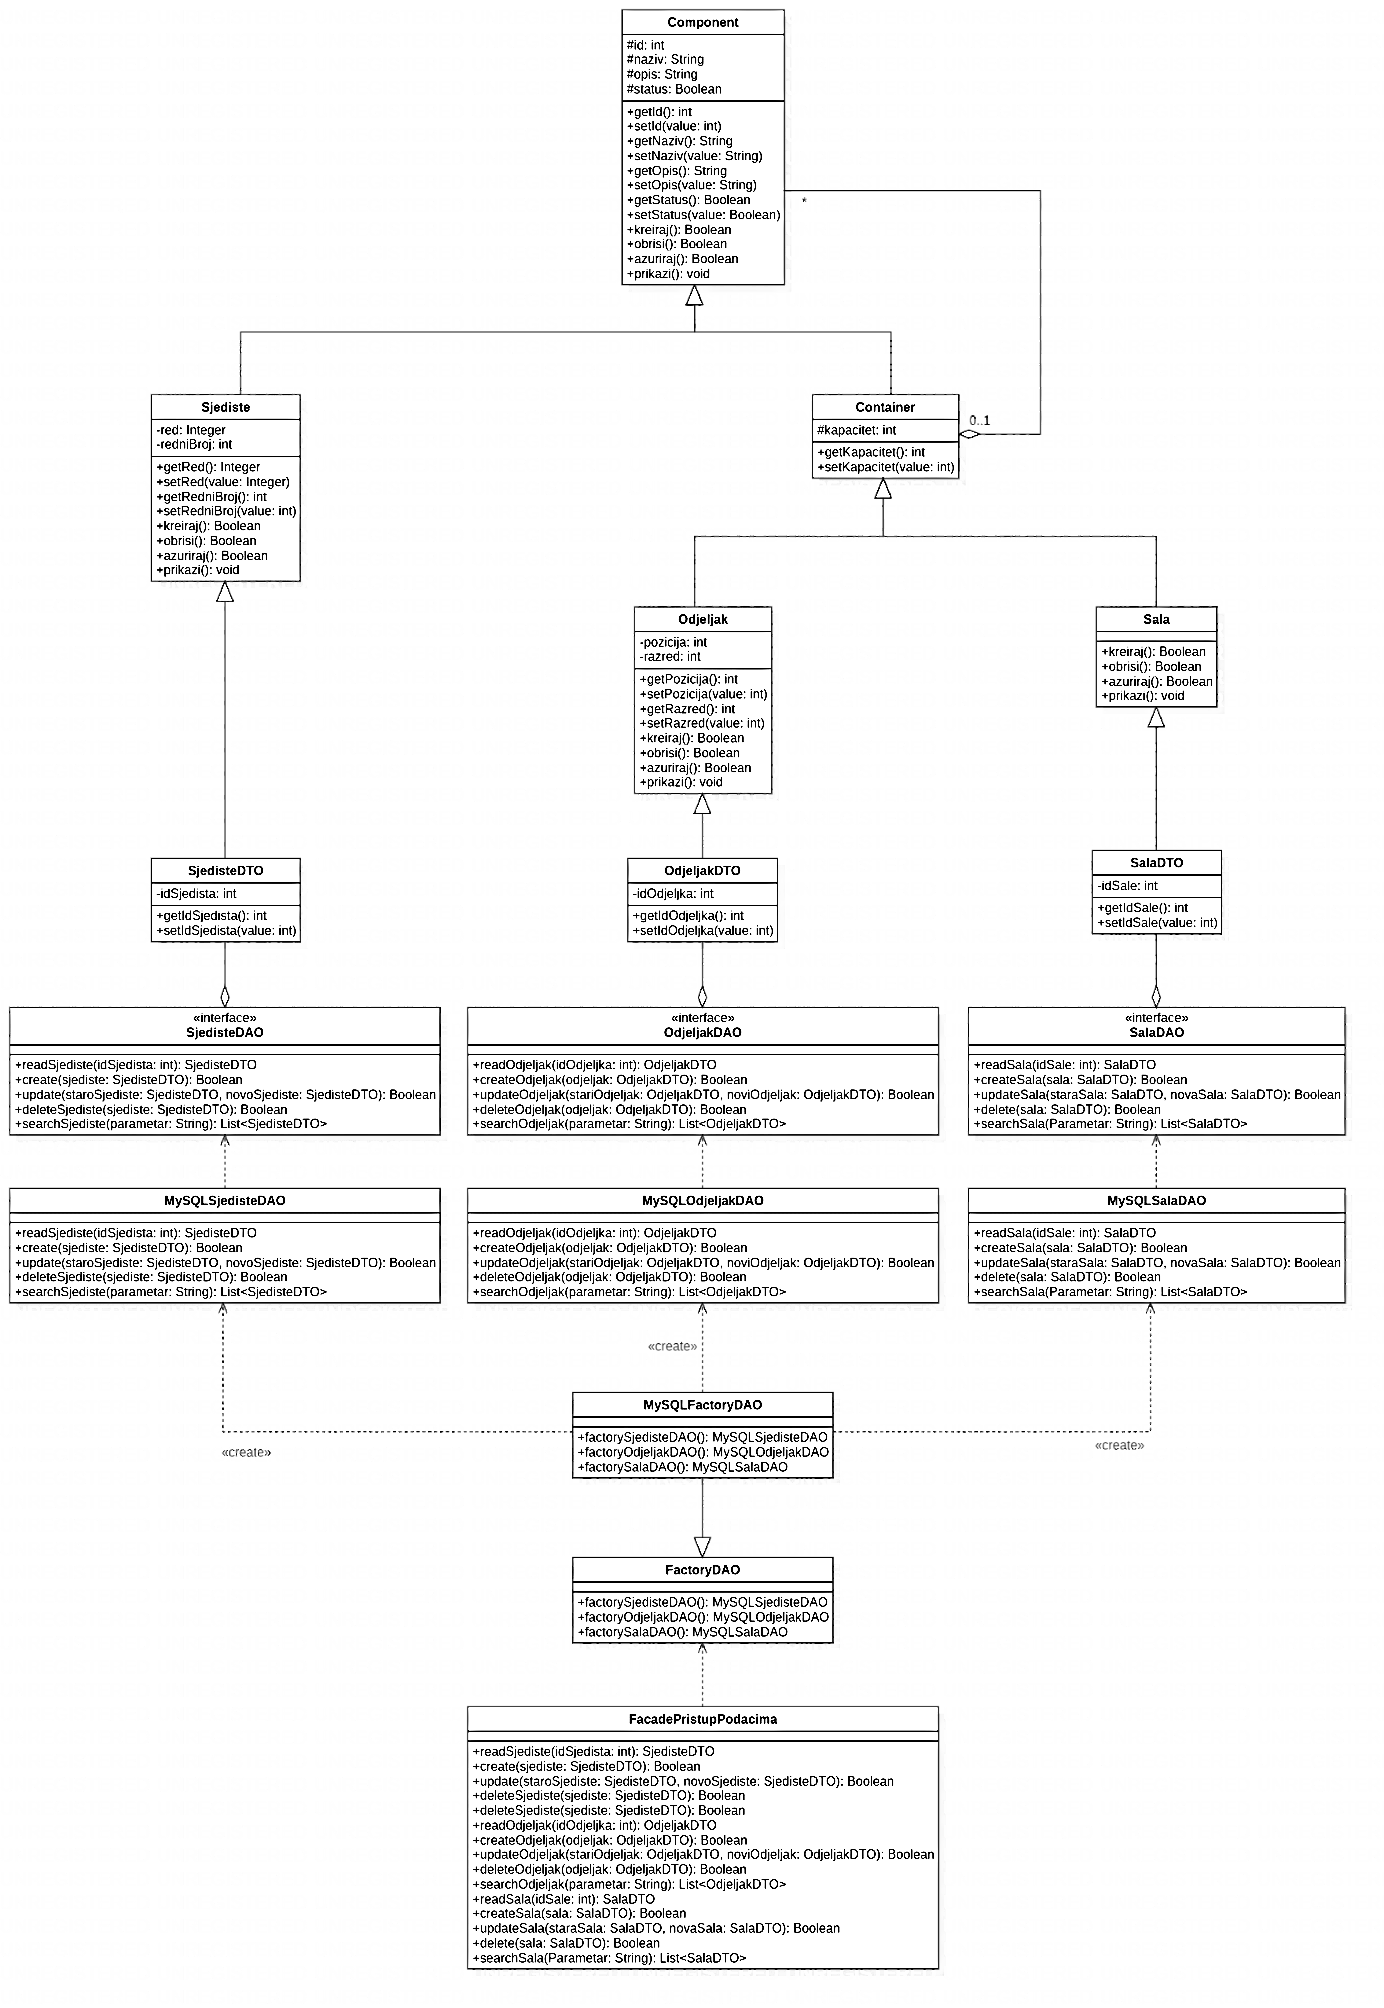 Component
#id: int
#naziv: String
#opis: String
#status: Boolean
+getId(): int
+setId(value: int)
+getNaziv(): String
+setNaziv(value: String)
+getOpis(): String
+setOpis(value: String)
+getStatus(): Boolean
+setStatus(value: Boolean)
+kreiraj(): Boolean
+obrisi(): Boolean
+azuriraj(): Boolean
+prikazi(): void
*
Sjediste
-red: Integer
-redniBroj: int
+getRed(): Integer
+setRed(value: Integer)
+getRedniBroj(): int
+setRedniBroj(value: int)
+kreiraj(): Boolean
+obrisi(): Boolean
+azuriraj(): Boolean
+prikazi(): void
Container
#kapacitet: int
+getKapacitet(): int
+setKapacitet(value: int)
0..1
Odjeljak
-pozicija: int
-razred: int
+getPozicija(): int
+setPozicija(value: int)
+getRazred(): int
+setRazred(value: int)
+kreiraj(): Boolean
+obrisi(): Boolean
+azuriraj(): Boolean
+prikazi(): void
Sala
+kreiraj(): Boolean
+obrisi(): Boolean
+azuriraj(): Boolean
+prikazi(): void
SjedisteDTO
-idSjedista: int
+getIdSjedista(): int
+setIdSjedista(value: int)
OdjeljakDTO
-idOdjeljka: int
+getIdOdjeljka(): int
+setIdOdjeljka(value: int)
SalaDTO
-idSale: int
+getIdSale(): int
+setIdSale(value: int)
«interface»
SjedisteDAO
+readSjediste(idSjedista: int): SjedisteDTO
+create(sjediste: SjedisteDTO): Boolean
+update(staroSjediste: SjedisteDTO, novoSjediste: SjedisteDTO): Boolean
+deleteSjediste(sjediste: SjedisteDTO): Boolean
+searchSjediste(parametar: String): List<SjedisteDTO>
«interface»
OdjeljakDAO
+readOdjeljak(idOdjeljka: int): OdjeljakDTO
+createOdjeljak(odjeljak: OdjeljakDTO): Boolean
+updateOdjeljak(stariOdjeljak: OdjeljakDTO, noviOdjeljak: OdjeljakDTO): Boolean
+deleteOdjeljak(odjeljak: OdjeljakDTO): Boolean
+searchOdjeljak(parametar: String): List<OdjeljakDTO>
«interface»
SalaDAO
+readSala(idSale: int): SalaDTO
+createSala(sala: SalaDTO): Boolean
+updateSala(staraSala: SalaDTO, novaSala: SalaDTO): Boolean
+delete(sala: SalaDTO): Boolean
+searchSala(Parametar: String): List<SalaDTO>
MySQLSjedisteDAO
+readSjediste(idSjedista: int): SjedisteDTO
+create(sjediste: SjedisteDTO): Boolean
+update(staroSjediste: SjedisteDTO, novoSjediste: SjedisteDTO): Boolean
+deleteSjediste(sjediste: SjedisteDTO): Boolean
+searchSjediste(parametar: String): List<SjedisteDTO>
MySQLOdjeljakDAO
+readOdjeljak(idOdjeljka: int): OdjeljakDTO
+createOdjeljak(odjeljak: OdjeljakDTO): Boolean
+updateOdjeljak(stariOdjeljak: OdjeljakDTO, noviOdjeljak: OdjeljakDTO): Boolean
+deleteOdjeljak(odjeljak: OdjeljakDTO): Boolean
+searchOdjeljak(parametar: String): List<OdjeljakDTO>
MySQLSalaDAO
+readSala(idSale: int): SalaDTO
+createSala(sala: SalaDTO): Boolean
+updateSala(staraSala: SalaDTO, novaSala: SalaDTO): Boolean
+delete(sala: SalaDTO): Boolean
+searchSala(Parametar: String): List<SalaDTO>
«create»
«create»
«create»
MySQLFactoryDAO
+factorySjedisteDAO(): MySQLSjedisteDAO
+factoryOdjeljakDAO(): MySQLOdjeljakDAO
+factorySalaDAO(): MySQLSalaDAO
FactoryDAO
+factorySjedisteDAO(): MySQLSjedisteDAO
+factoryOdjeljakDAO(): MySQLOdjeljakDAO
+factorySalaDAO(): MySQLSalaDAO
FacadePristupPodacima
+readSjediste(idSjedista: int): SjedisteDTO
+create(sjediste: SjedisteDTO): Boolean
+update(staroSjediste: SjedisteDTO, novoSjediste: SjedisteDTO): Boolean
+deleteSjediste(sjediste: SjedisteDTO): Boolean
+deleteSjediste(sjediste: SjedisteDTO): Boolean
+readOdjeljak(idOdjeljka: int): OdjeljakDTO
+createOdjeljak(odjeljak: OdjeljakDTO): Boolean
+updateOdjeljak(stariOdjeljak: OdjeljakDTO, noviOdjeljak: OdjeljakDTO): Boolean
+deleteOdjeljak(odjeljak: OdjeljakDTO): Boolean
+searchOdjeljak(parametar: String): List<OdjeljakDTO>
+readSala(idSale: int): SalaDTO
+createSala(sala: SalaDTO): Boolean
+updateSala(staraSala: SalaDTO, novaSala: SalaDTO): Boolean
+delete(sala: SalaDTO): Boolean
+searchSala(Parametar: String): List<SalaDTO>